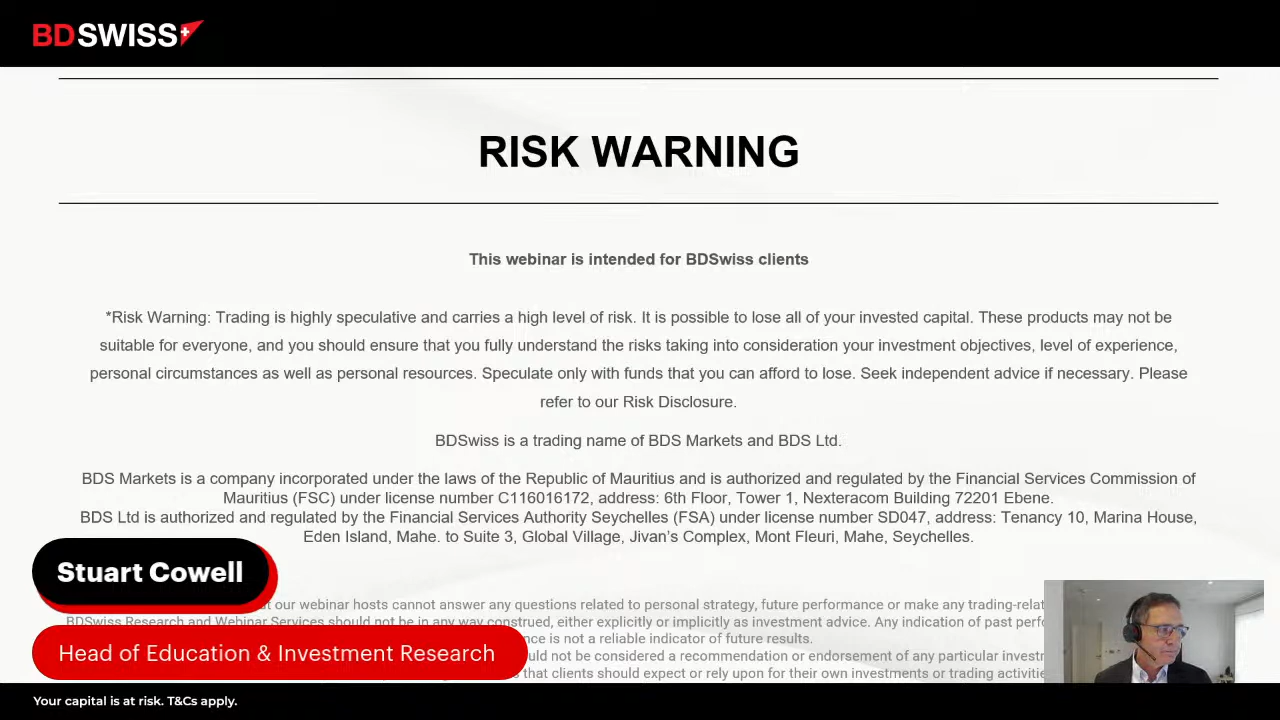 BDSWISS
RISK WARNING
This webinar is intended for BDSwiss clients
*Risk Warning: Trading is highly speculative and carries a high level of risk. It is possible to lose all of your invested capital. These products may not be
suitable for everyone, and you should ensure that you fully understand the risks taking into consideration your investment objectives, level of experience,
personal circumstances as well as personal resources. Speculate only with funds that you can afford to lose. Seek independent advice if necessary. Please
refer to our Risk Disclosure.
BDSwiss is a trading name of BDS Markets and BDS Ltd.
BDS Markets is a company incorporated under the laws of the Republic of Mauritius and is authorized and regulated by the Financial Services Commission of
Mauritius (FSC) under license number C116016172, address: 6th Floor, Tower 1, Nexteracom Building 72201 Ebene.
BDS Ltd is authorized and regulated by the Financial Services Authority Seychelles (FSA) under license number SD047, address: Tenancy 10, Marina House,
Eden Island, Mahe. to Suite 3, Global Village, Jivan's Complex, Mont Fleuri, Mahe, Seychelles.
Stuart Cowell
our webinar hosts cannot answer any questions related to personal strategy, future performance or make any
BDSwiss Research and Webinar Services should not be in any way construed, either explicitly or implicitly as investment advice. Any indication of past
is not a reliable indicator of future results.
Head of Education & Investment Research
not be considered a recommendation or endorsement of any particular
that clients should expect or rely upon for their own investments or trading
Your capital is at risk. T&Cs apply.